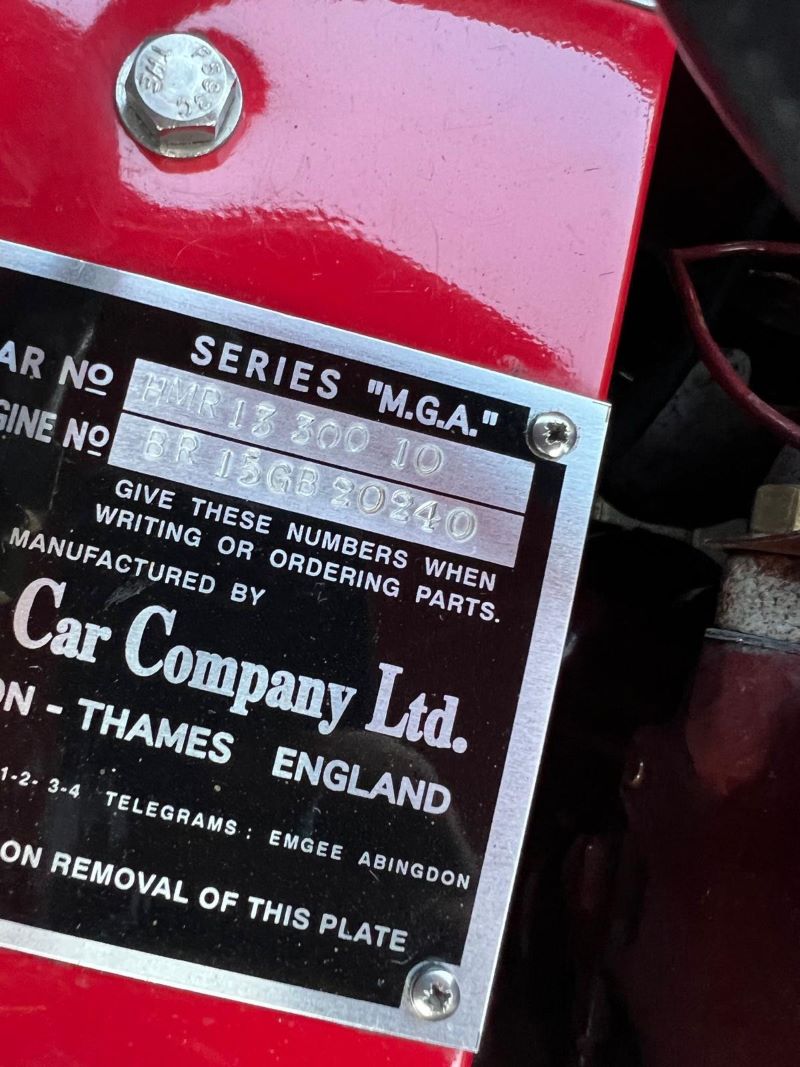 SERIES "M.G.A."
AR Nº HMR 13 300 10
GINE Nº BR 15GB 20240
GIVE THESE NUMBERS WHEN
WRITING OR ORDERING PARTS.
MANUFACTURED BY
Car Company Ltd.
ON - THAMES ENGLAND
1-2-3-4 TELEGRAMS: EMGEE ABINGDON
ON REMOVAL OF THIS PLATE